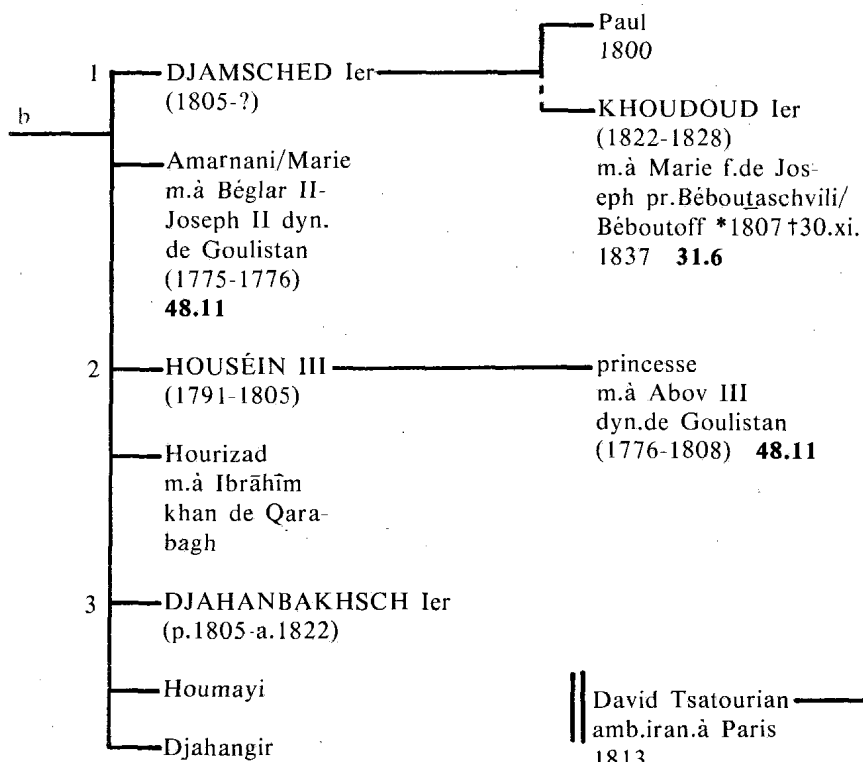 b
1
DJAMSCHED Ier
(1805-?)
Amarnani/Marie
m.à Béglar II-
Joseph II dyn.
de Goulistan
(1775-1776)
48.11
2
HOUSÉIN III
(1791-1805)
Hourizad
m.à Ibrāhîm
khan de Qara-
bagh
3
DJAHANBAKHSCH Ier
(p.1805-a.1822)
Houmayi
Djahangir
Paul
1800
KHOUDOUD Ier
(1822-1828)
m.à Marie f.de Jos-
eph pr.Béboutaschvili/
Béboutoff *1807 †30.xi.
1837 31.6
princesse
m.à Abov III
dyn.de Goulistan
(1776-1808) 48.11
David Tsatourian
amb.iran.à Paris
1813